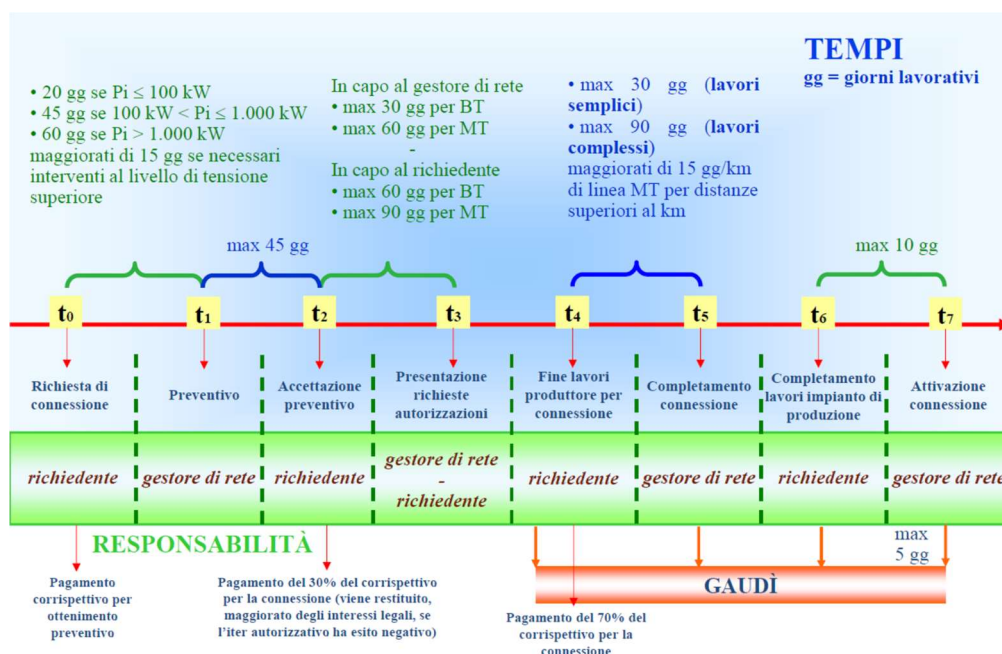 TEMPI
gg = giorni lavorativi
• 20 gg se Pi ≤ 100 kW
• 45 gg se 100 kW < Pi ≤ 1.000 kW
• 60 gg se Pi > 1.000 kW
maggiorati di 15 gg se necessari
interventi al livello di tensione
superiore
In capo al gestore di rete
• max 30 gg per BT
• max 60 gg per MT
-
In capo al richiedente
• max 60 gg per BT
• max 90 gg per MT
• max 30 gg (lavori
semplici)
• max 90 gg (lavori
complessi)
maggiorati di 15 gg/km
di linea MT per distanze
superiori al km
max 45 gg
max 10 gg
t0
t1
t2
t3
t4
t5
t6
t7
Richiesta di
connessione
Preventivo
Accettazione
preventivo
Presentazione
richieste
autorizzazioni
Fine lavori
produttore per
connessione
Completamento
connessione
Completamento
lavori impianto di
produzione
Attivazione
connessione
richiedente
gestore di rete
richiedente
gestore di rete
-
richiedente
richiedente
gestore di rete
richiedente
gestore di rete
RESPONSABILITÀ
max
5 gg
GAUDÌ
Pagamento
corrispettivo per
ottenimento
preventivo
Pagamento del 30% del corrispettivo
per la connessione (viene restituito,
maggiorato degli interessi legali, se
l'iter autorizzativo ha esito negativo)
Pagamento del 70% del
corrispettivo per la
connessione